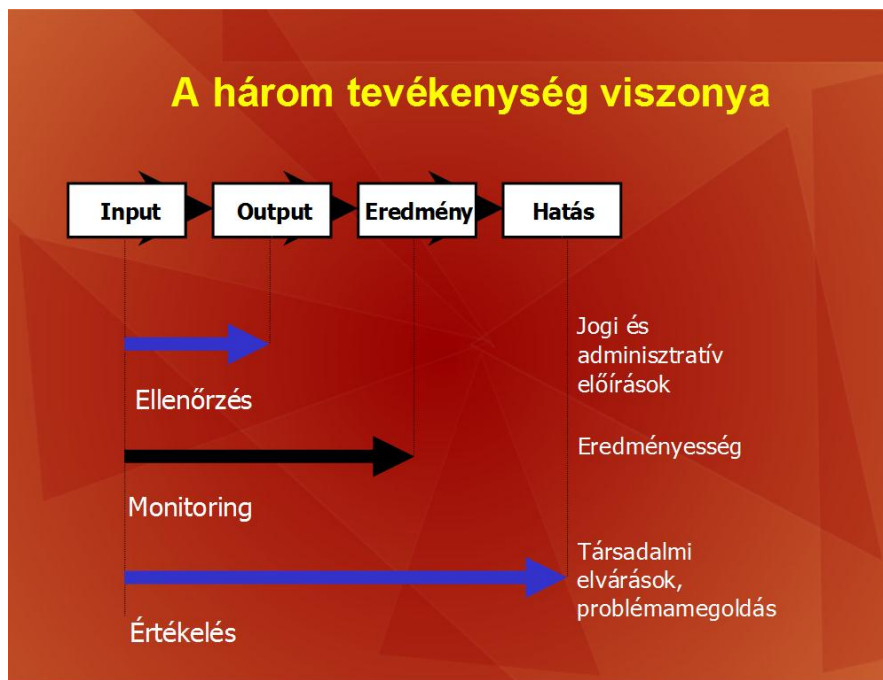 A három tevékenység viszonya
Input
Output
Eredmény
Hatás
Ellenőrzés
Jogi és
adminisztratív
előírások
Monitoring
Eredményesség
Értékelés
Társadalmi
elvárások,
problémamegoldás